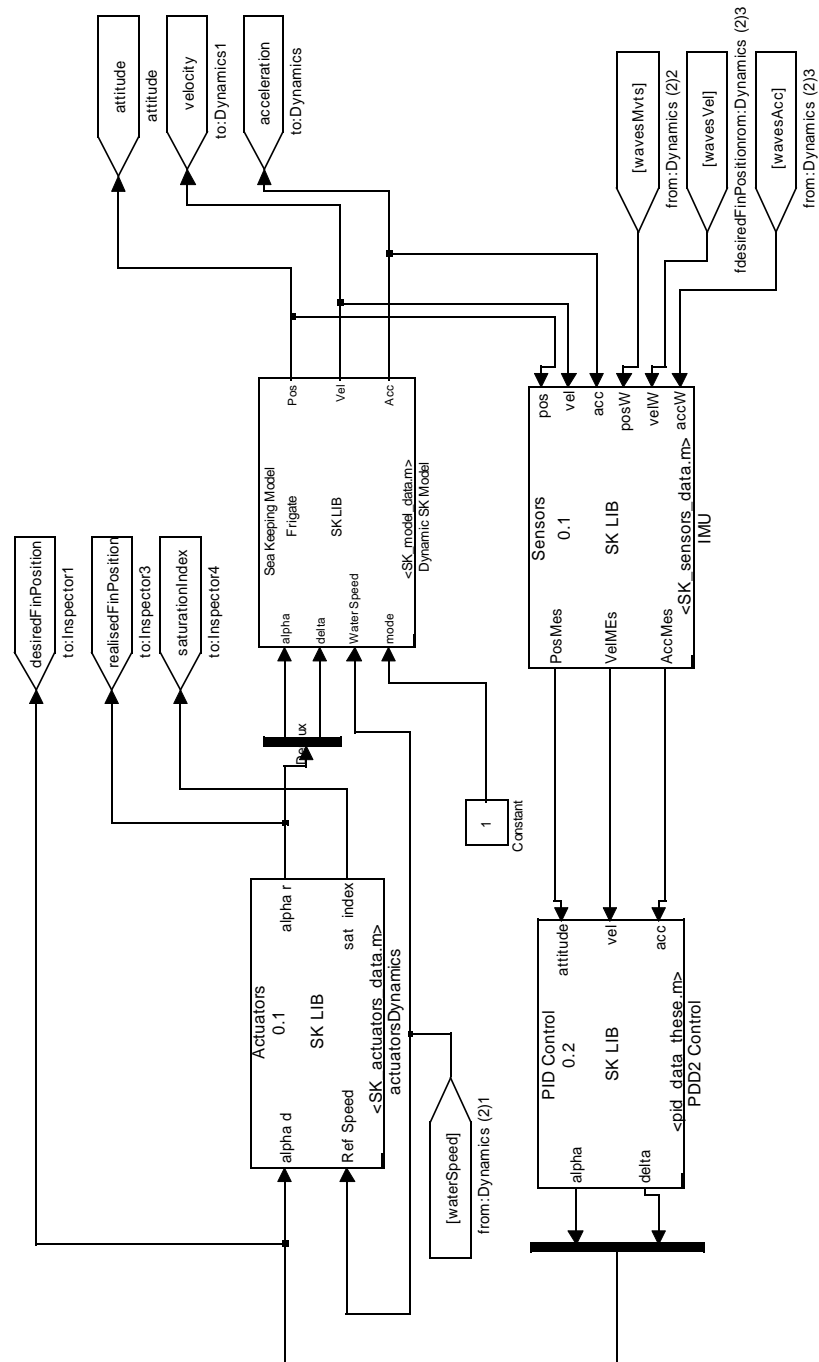 desiredFinPosition
to:Inspector1
realisedFinPosition
to:Inspector3
saturationIndex
to:Inspector4
attitude
attitude
velocity
to:Dynamics1
acceleration
to:Dynamics
alpha d
Ref Speed
Actuators
0.1
SK LIB
alpha r
sat index
<SK_actuators_data.m>
actuatorsDynamics
alpha
delta
Water Speed
mode
Sea Keeping Model
Frigate
SK LIB
Pos
Vel
Acc
<SK_model_data.m>
Dynamic SK Model
1
Constant
[waterSpeed]
from:Dynamics (2)1
[wavesMvts]
from:Dynamics (2)2
[wavesVel]
fdesiredFinPositionrom:Dynamics (2)3
[wavesAcc]
from:Dynamics (2)3
alpha
delta
PID Control
0.2
SK LIB
attitude
vel
acc
<pid_data_these.m>
PDD2 Control
PosMes
VelMEs
AccMes
Sensors
0.1
SK LIB
pos
vel
acc
posW
velW
accW
<SK_sensors_data.m>
IMU